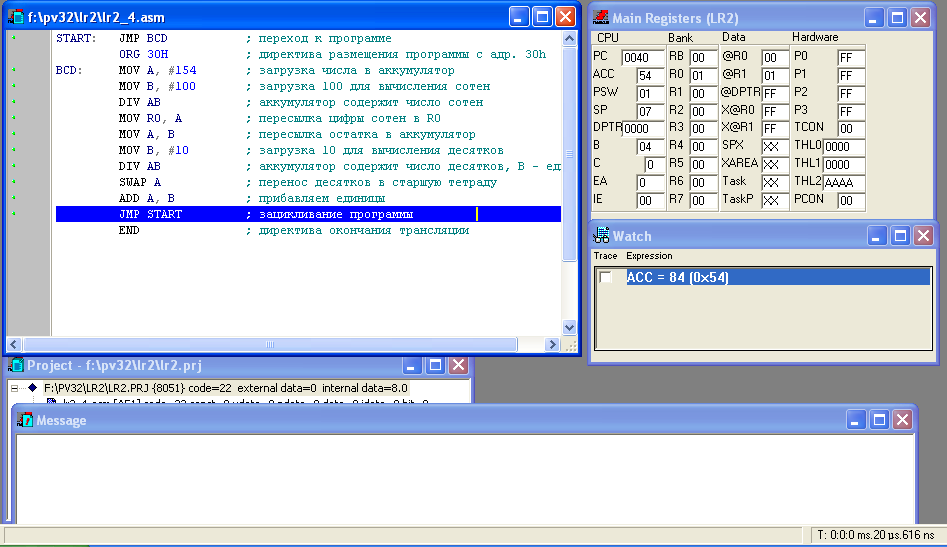 f:\pv32\lr2\lr2_4.asm
START: JMP BCD ; переход к программе
ORG 30H ; директива размещения программы с адр. 30h
BCD: MOV A, #154 ; загрузка числа в аккумулятор
MOV B, #100 ; загрузка 100 для вычисления сотен
DIV AB ; аккумулятор содержит число сотен
MOV R0, A ; пересылка цифры сотен в R0
MOV A, B ; пересылка остатка в аккумулятор
MOV B, #10 ; загрузка 10 для вычисления десятков
DIV AB ; аккумулятор содержит число десятков, B - ед
SWAP A ; перенос десятков в старшую тетраду
ADD A, B ; прибавляем единицы
JMP START ; зацикливание программы
END ; директива окончания трансляции
Main Registers (LR2)
CPU Bank Data Hardware
PC 0040 RB 00 @R0 00 P0 FF
ACC 54 R0 01 @R1 01 P1 FF
PSW 01 R1 00 @DPTR FF P2 FF
SP 07 R2 00 X@R0 FF P3 FF
DPTR 0000 R3 00 X@R1 FF TCON 00
B 04 R4 00 SPX XX THL0 0000
C 0 R5 00 XAREA XX THL1 0000
EA 0 R6 00 Task XX THL2 AAAA
IE 00 R7 00 TaskP XX PCON 00
Watch
Trace Expression
ACC = 84 (0x54)
Project - f:\pv32\lr2\lr2.prj
F:\PV32\LR2\LR2.PRJ {8051} code=22 external data=0 internal data=8.0
Message
T: 0:0:0 ms.20 µs.616 ns